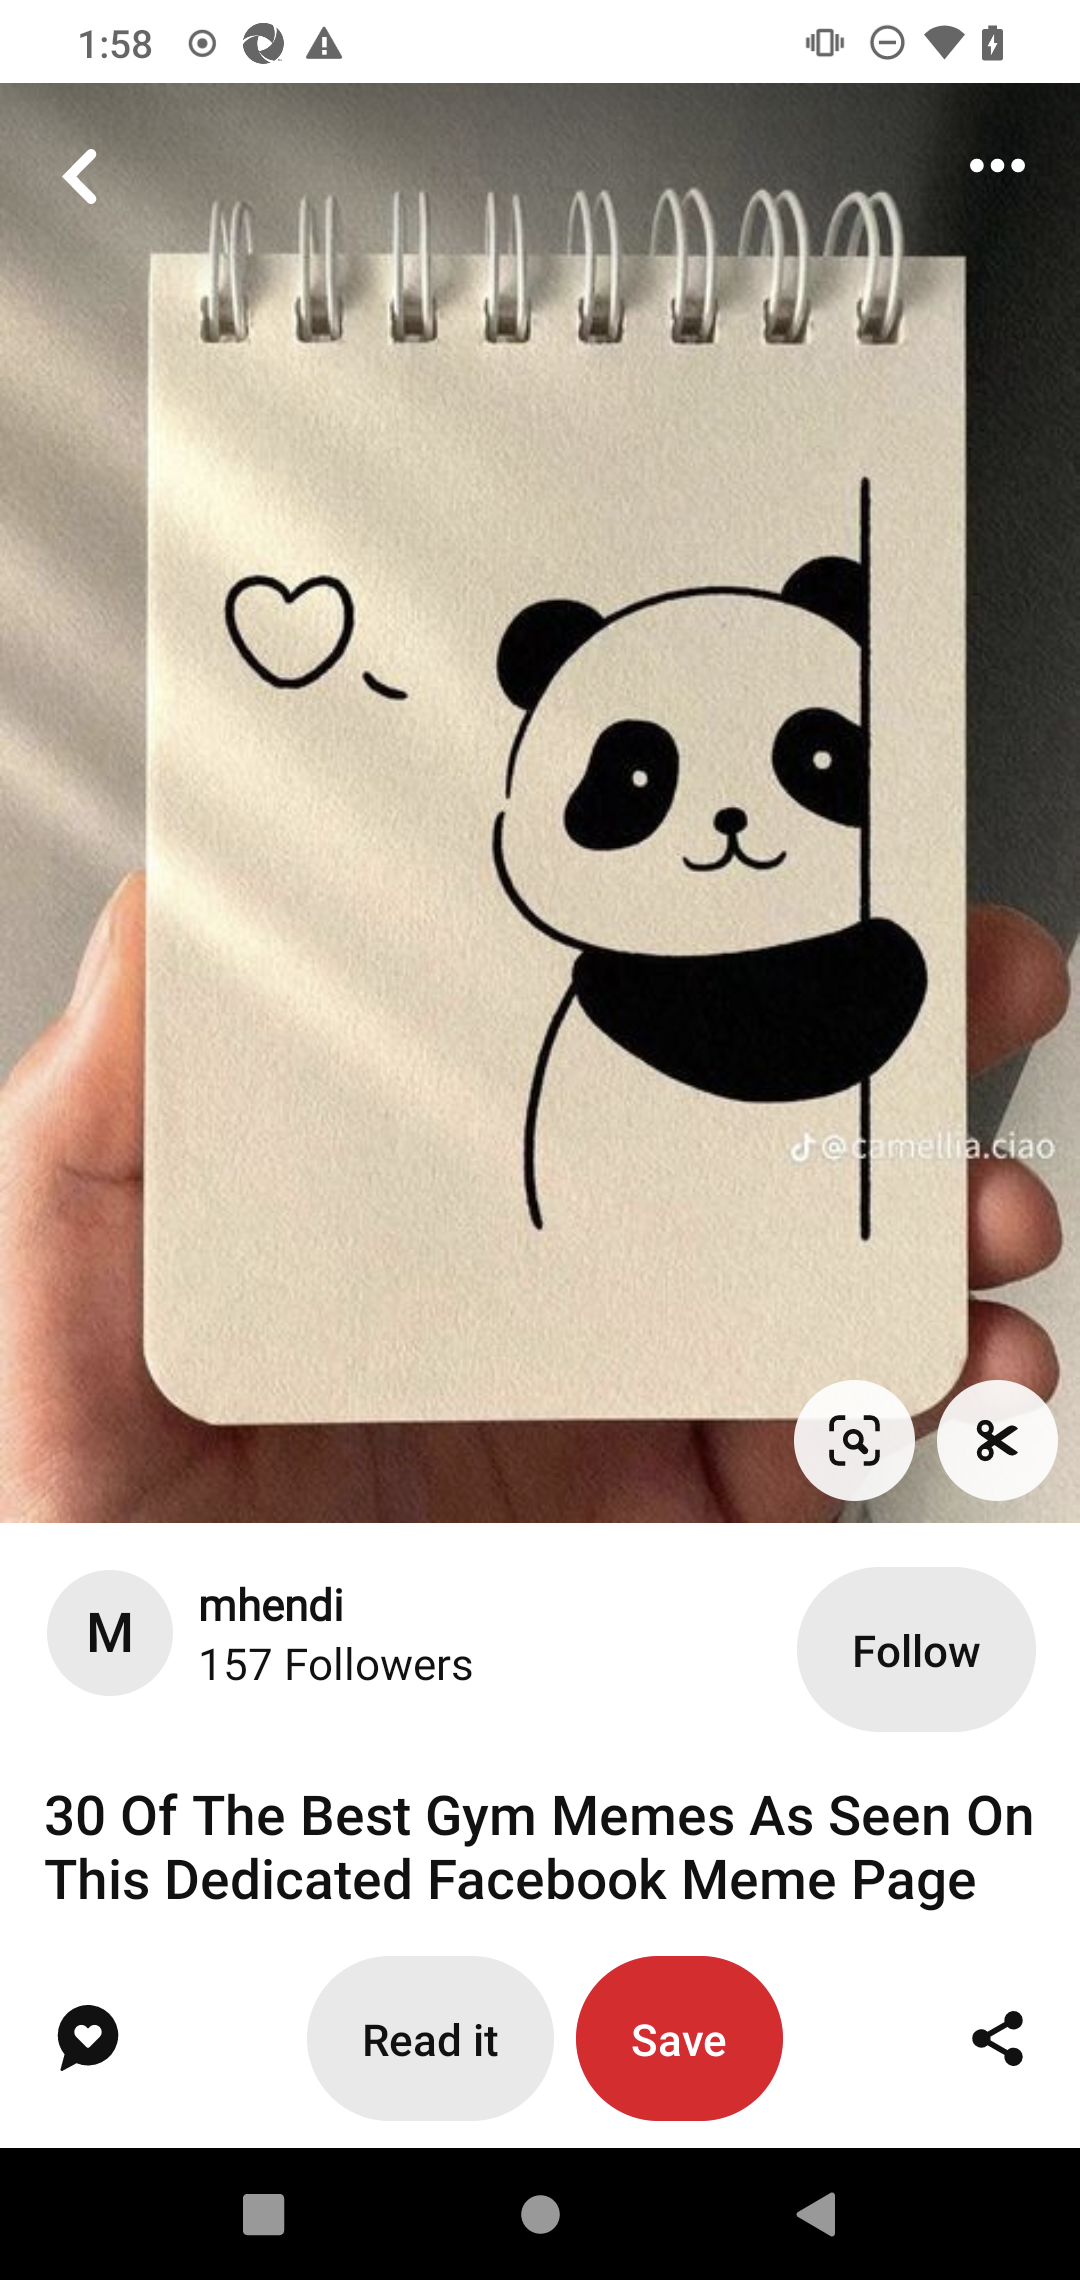 1:58
@camellia.ciao
M
mhendi
157 Followers
Follow
30 Of The Best Gym Memes As Seen On
This Dedicated Facebook Meme Page
Read it
Save